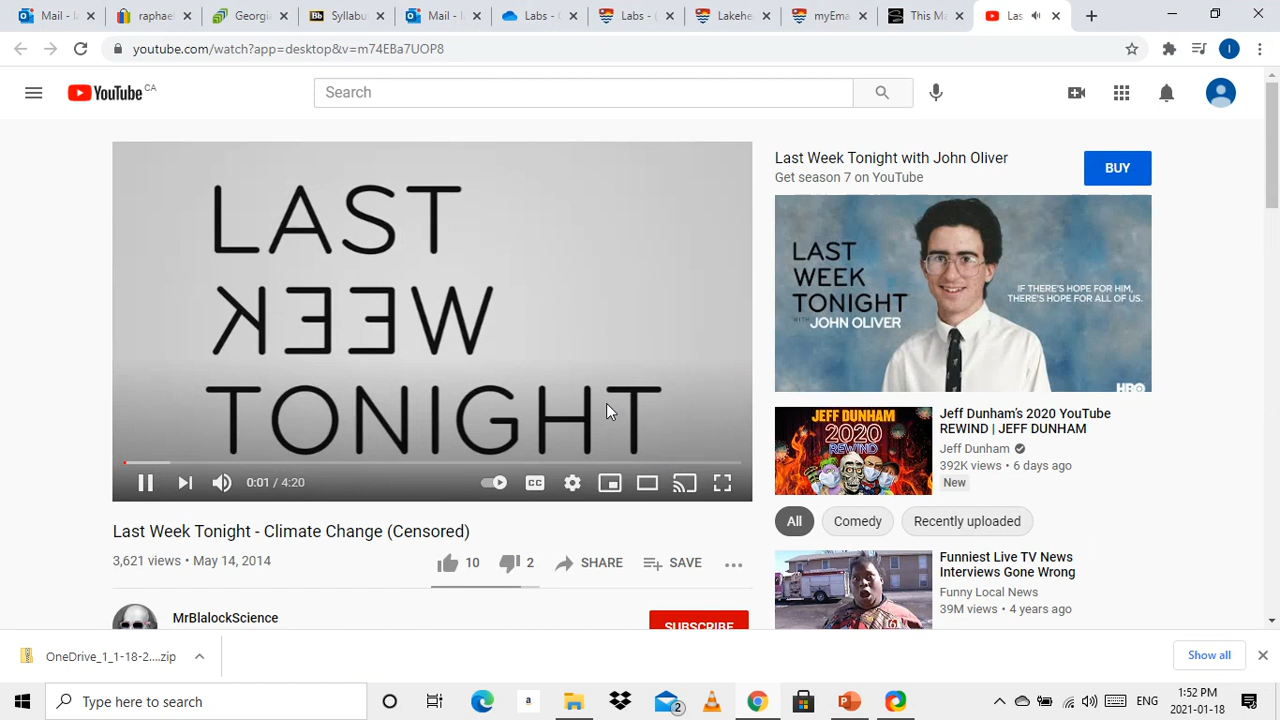 Mail - l
raphae
Georgia
Syllabu
Mail - L
Labs - C
Labs - 
Lakehe
myEma
This Ma
Las
youtube.com/watch?app=desktop&v=m74EBa7UOP8
I
YouTube CA
Search
LAST
WEEK
TONIGHT
0:01 / 4:20
CC
Last Week Tonight - Climate Change (Censored)
3,621 views • May 14, 2014
10
2
SHARE
SAVE
MrBlalockScience
SUBSCRIBE
Last Week Tonight with John Oliver
Get season 7 on YouTube
BUY
LAST
WEEK
TONIGHT
WITH JOHN OLIVER
IF THERE'S HOPE FOR HIM,
THERE'S HOPE FOR ALL OF US.
HBO
JEFF DUNHAM
2020
REWIND
Jeff Dunham's 2020 YouTube
REWIND | JEFF DUNHAM
Jeff Dunham
392K views • 6 days ago
New
All
Comedy
Recently uploaded
Funniest Live TV News
Interviews Gone Wrong
Funny Local News
39M views • 4 years ago
OneDrive_1_1-18-2....zip
Show all
Type here to search
a
2
ENG
1:52 PM
2021-01-18